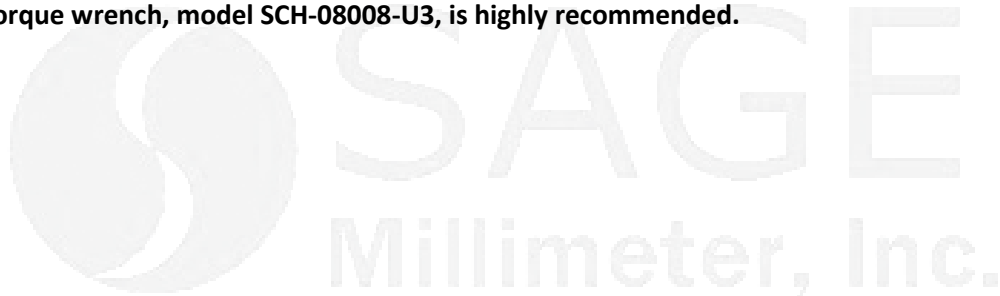 orque wrench, model SCH-08008-U3, is highly recommended.
SAGE
Millimeter, Inc.